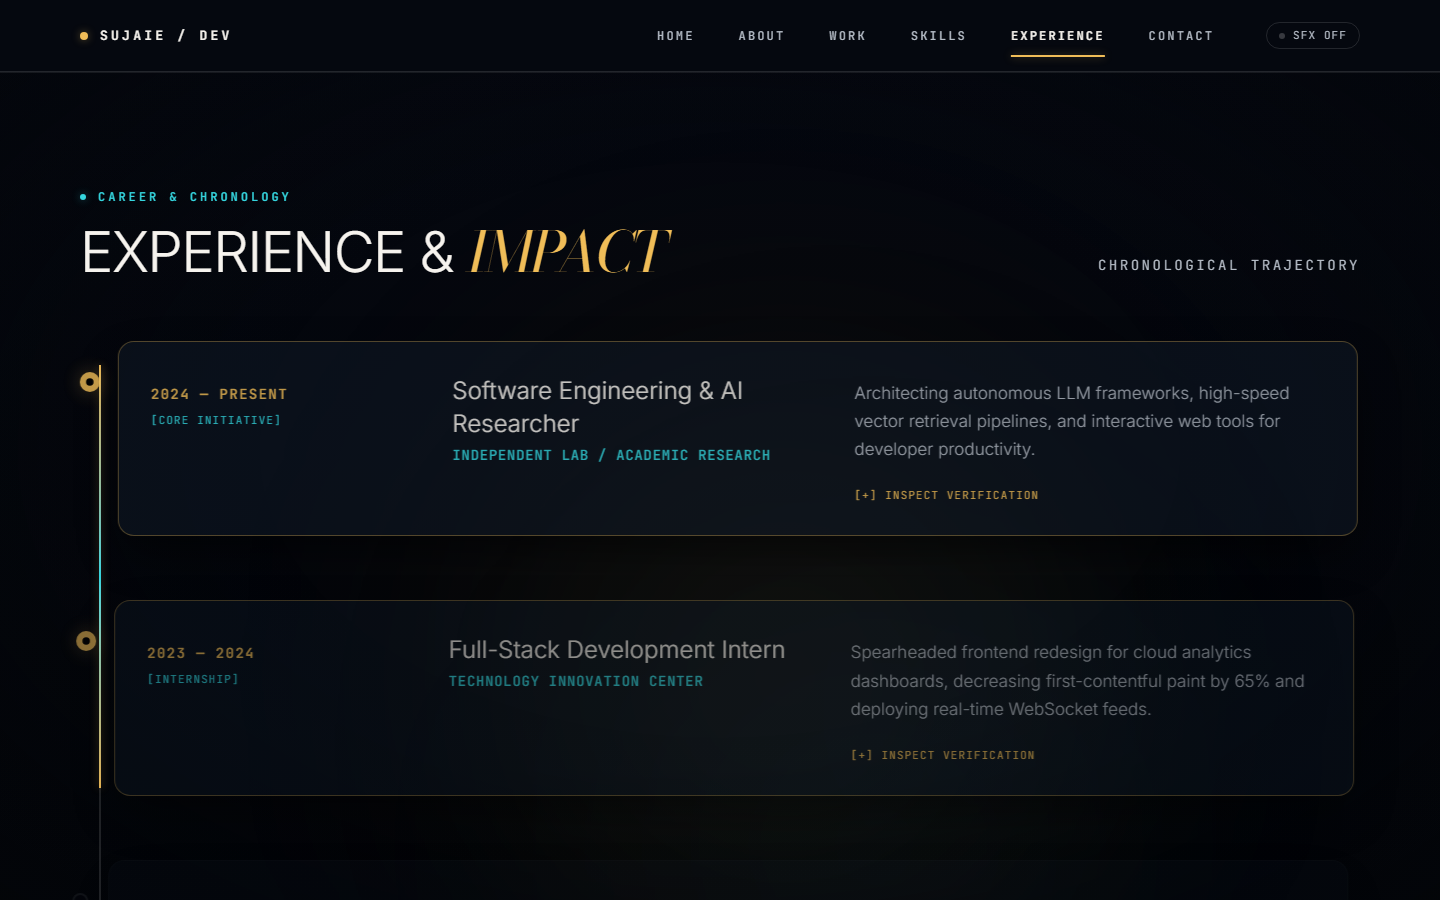 SUJAIE / DEV
HOME ABOUT WORK SKILLS EXPERIENCE CONTACT SFX OFF
CAREER & CHRONOLOGY
EXPERIENCE & IMPACT
CHRONOLOGICAL TRAJECTORY
2024 — PRESENT
[CORE INITIATIVE]
Software Engineering & AI
Researcher
INDEPENDENT LAB / ACADEMIC RESEARCH
Architecting autonomous LLM frameworks, high-speed
vector retrieval pipelines, and interactive web tools for
developer productivity.
[+] INSPECT VERIFICATION
2023 — 2024
[INTERNSHIP]
Full-Stack Development Intern
TECHNOLOGY INNOVATION CENTER
Spearheaded frontend redesign for cloud analytics
dashboards, decreasing first-contentful paint by 65% and
deploying real-time WebSocket feeds.
[+] INSPECT VERIFICATION